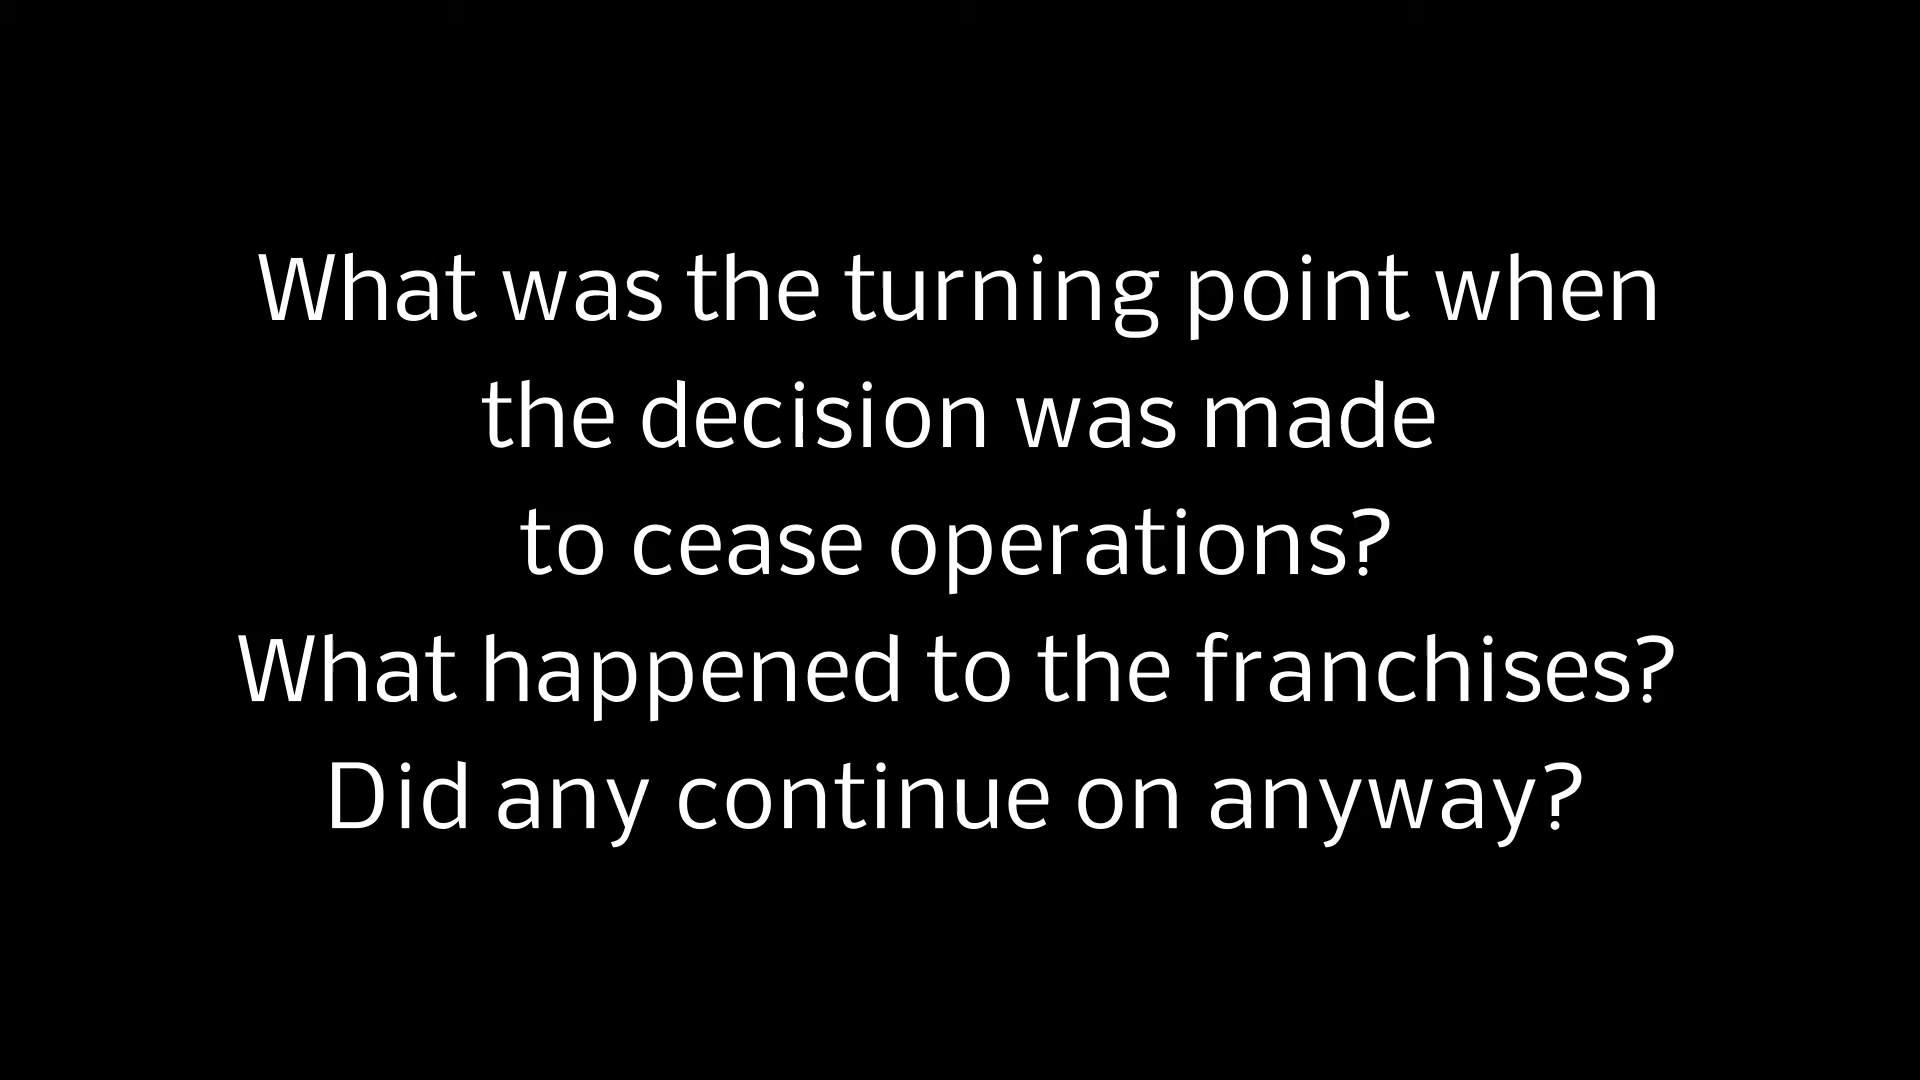 What was the turning point when
the decision was made
to cease operations?
What happened to the franchises?
Did any continue on anyway?